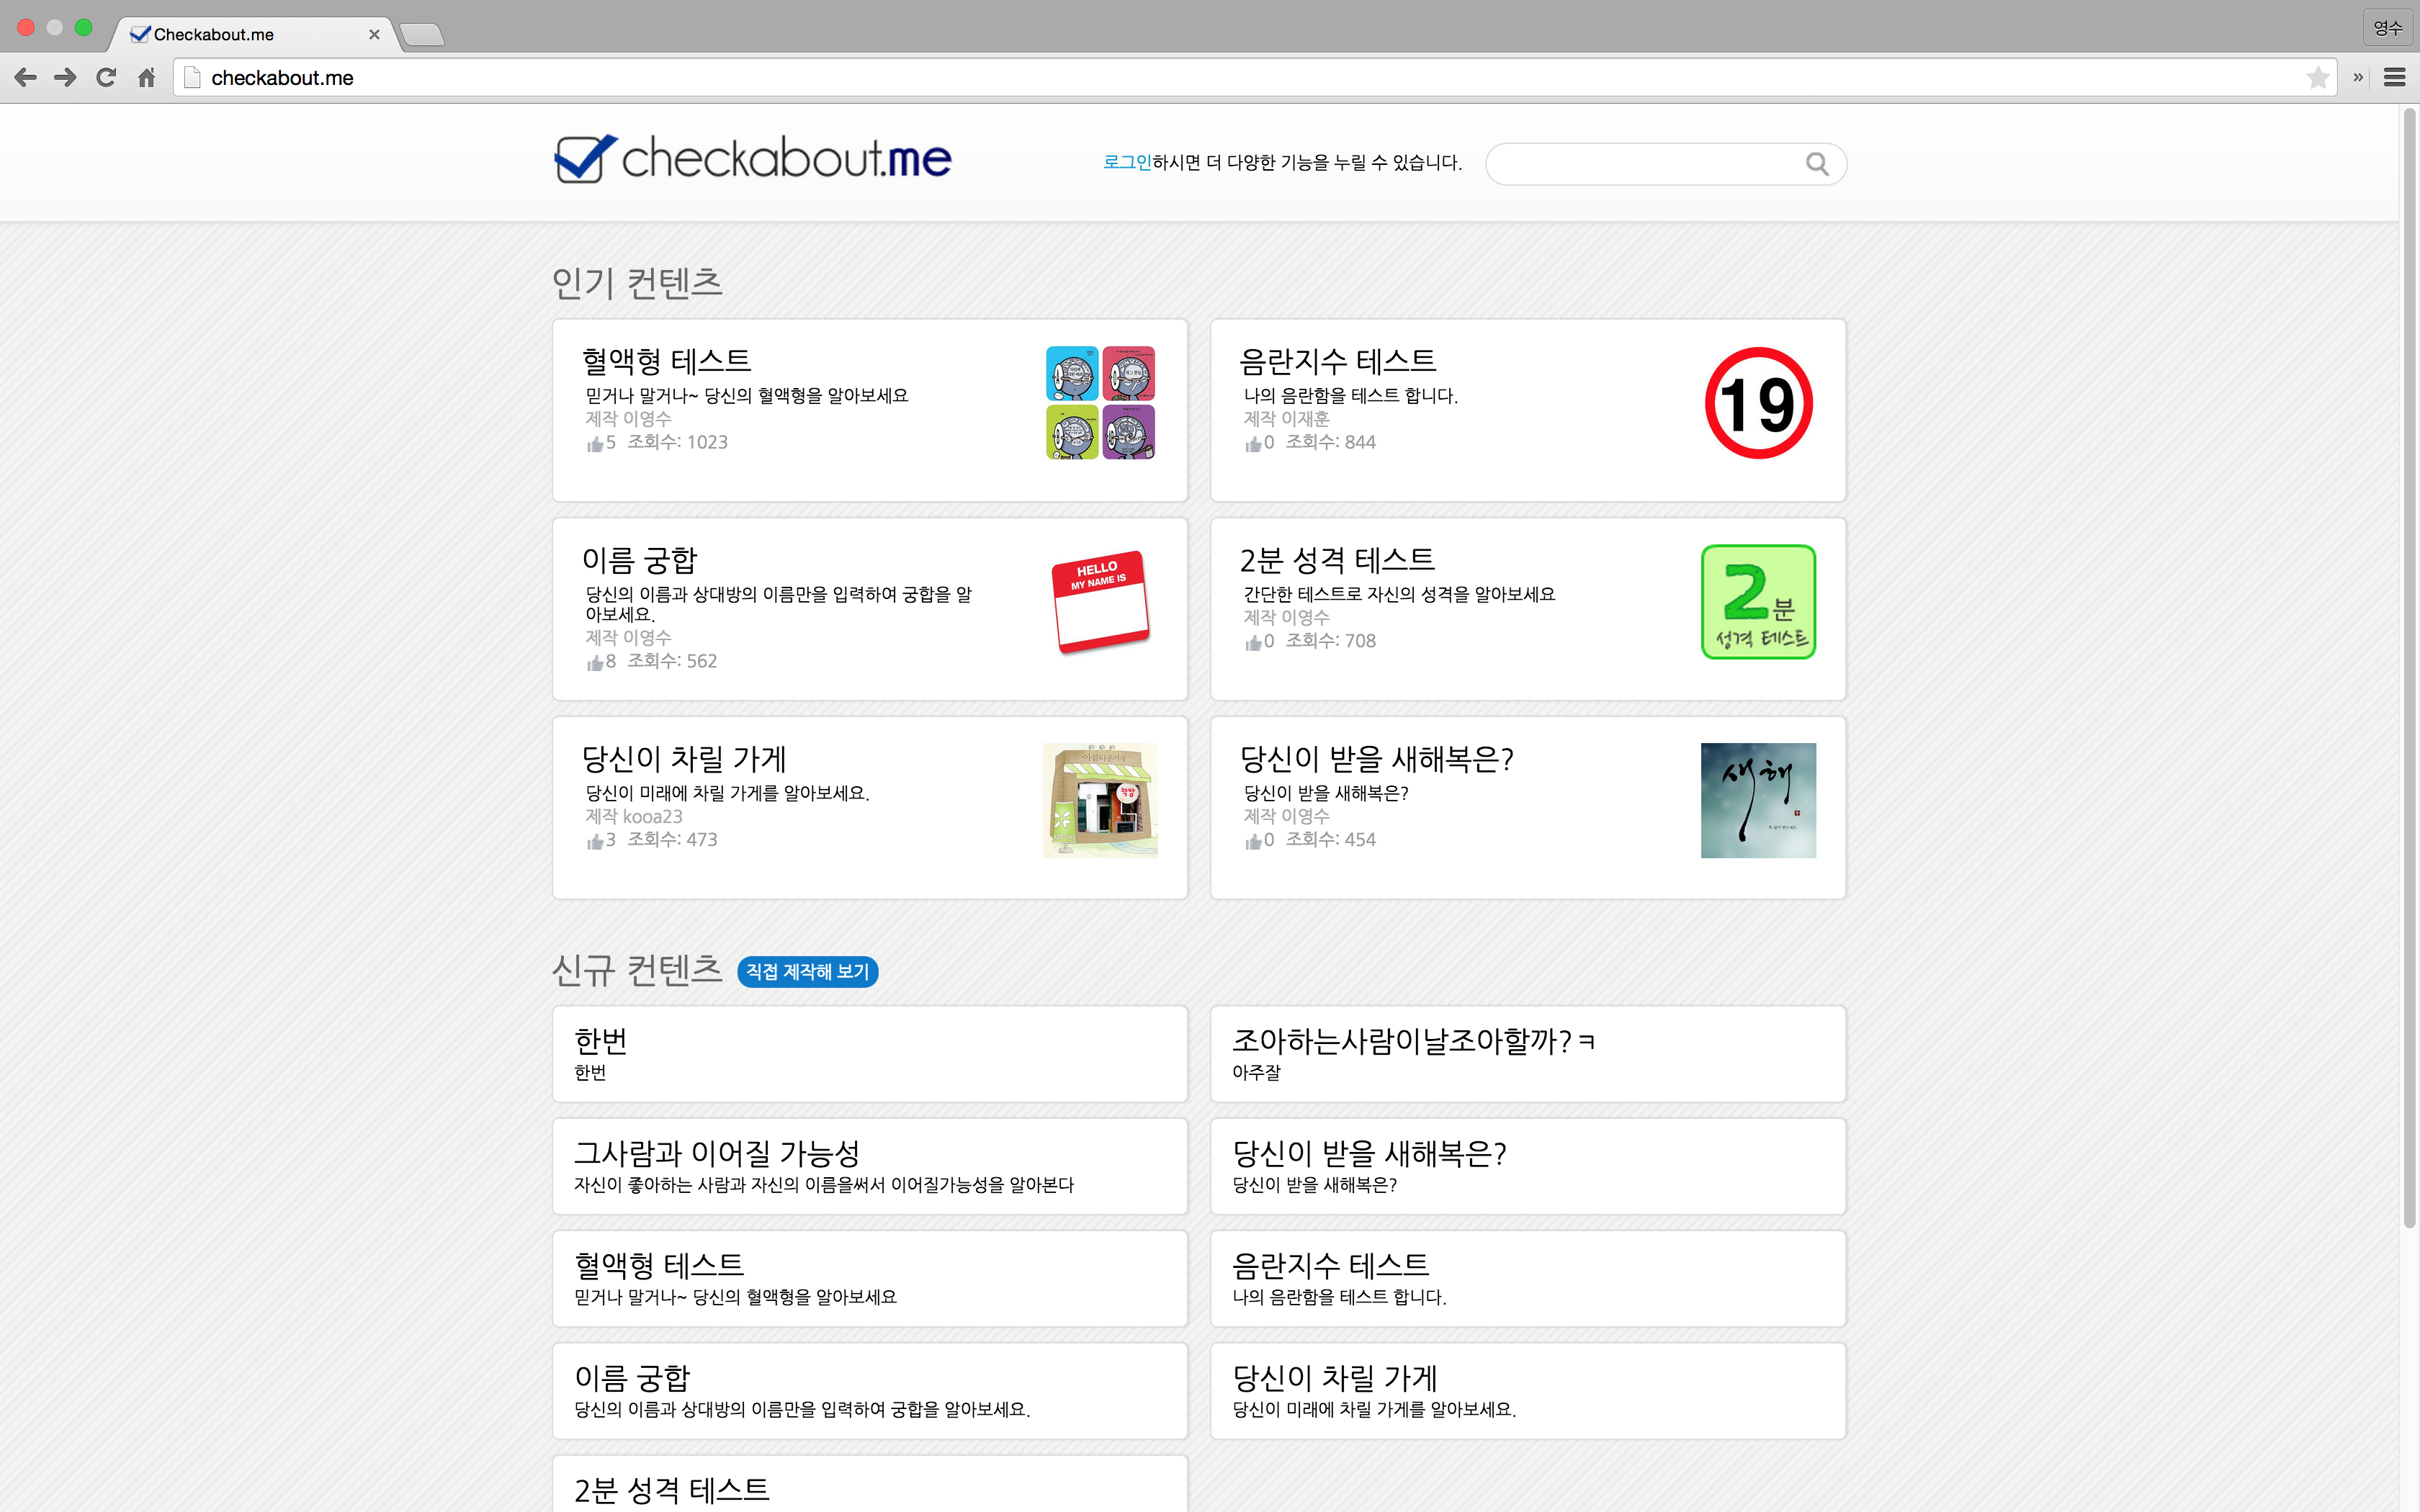 Checkabout.me
영수
checkabout.me
checkabout.me
로그인하시면 더 다양한 기능을 누릴 수 있습니다.
인기 컨텐츠
혈액형 테스트
믿거나 말거나~ 당신의 혈액형을 알아보세요
제작 이영수
5 조회수: 1023
음란지수 테스트
나의 음란함을 테스트 합니다.
제작 이재훈
0 조회수: 844
19
이름 궁합
당신의 이름과 상대방의 이름만을 입력하여 궁합을 알
아보세요.
제작 이영수
8 조회수: 562
HELLO
MY NAME IS
2분 성격 테스트
간단한 테스트로 자신의 성격을 알아보세요
제작 이영수
0 조회수: 708
2분
성격 테스트
당신이 차릴 가게
당신이 미래에 차릴 가게를 알아보세요.
제작 kooa23
3 조회수: 473
아름다운가게
책방
당신이 받을 새해복은?
당신이 받을 새해복은?
제작 이영수
0 조회수: 454
새해
신규 컨텐츠 직접 제작해 보기
한번
한번
조아하는사람이날조아할까?ㅋ
아주잘
그사람과 이어질 가능성
자신이 좋아하는 사람과 자신의 이름을써서 이어질가능성을 알아본다
당신이 받을 새해복은?
당신이 받을 새해복은?
혈액형 테스트
믿거나 말거나~ 당신의 혈액형을 알아보세요
음란지수 테스트
나의 음란함을 테스트 합니다.
이름 궁합
당신의 이름과 상대방의 이름만을 입력하여 궁합을 알아보세요.
당신이 차릴 가게
당신이 미래에 차릴 가게를 알아보세요.
2분 성격 테스트